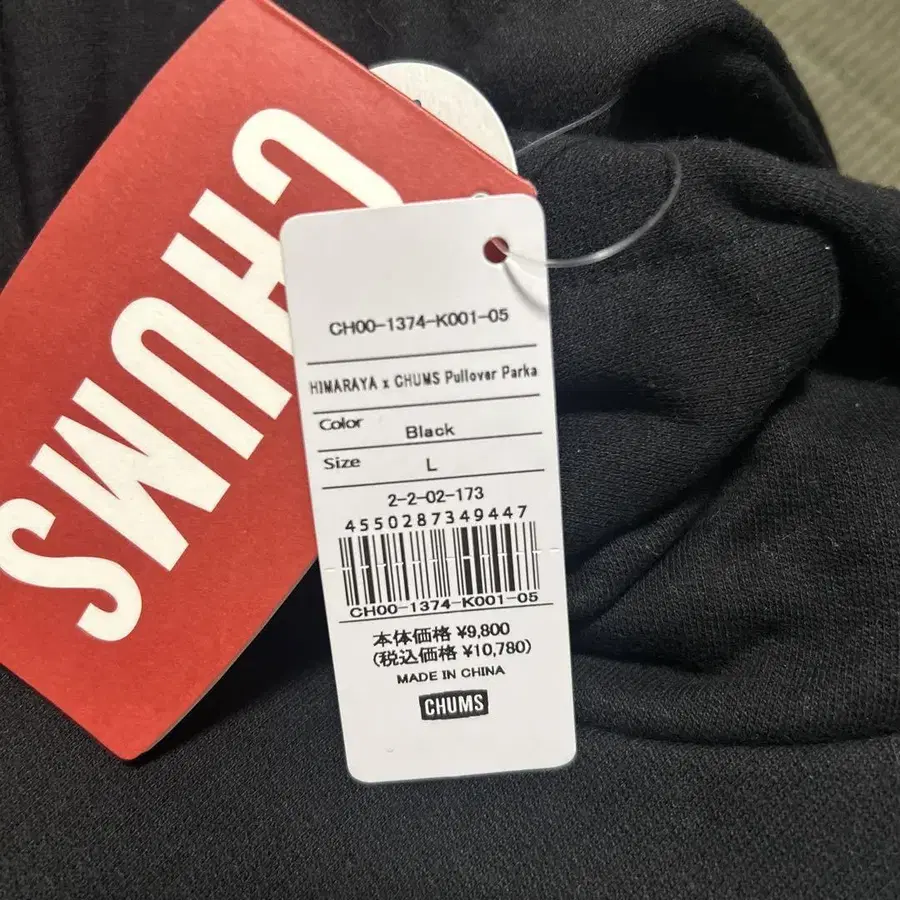 CHUMS
CH00-1374-K001-05
HIMARAYA x CHUMS Pullover Parka
Color Black
Size L
2-2-02-173
4550287349447
CH00-1374-K001-05
本体価格 ¥9,800
(税込価格 ¥10,780)
MADE IN CHINA
CHUMS